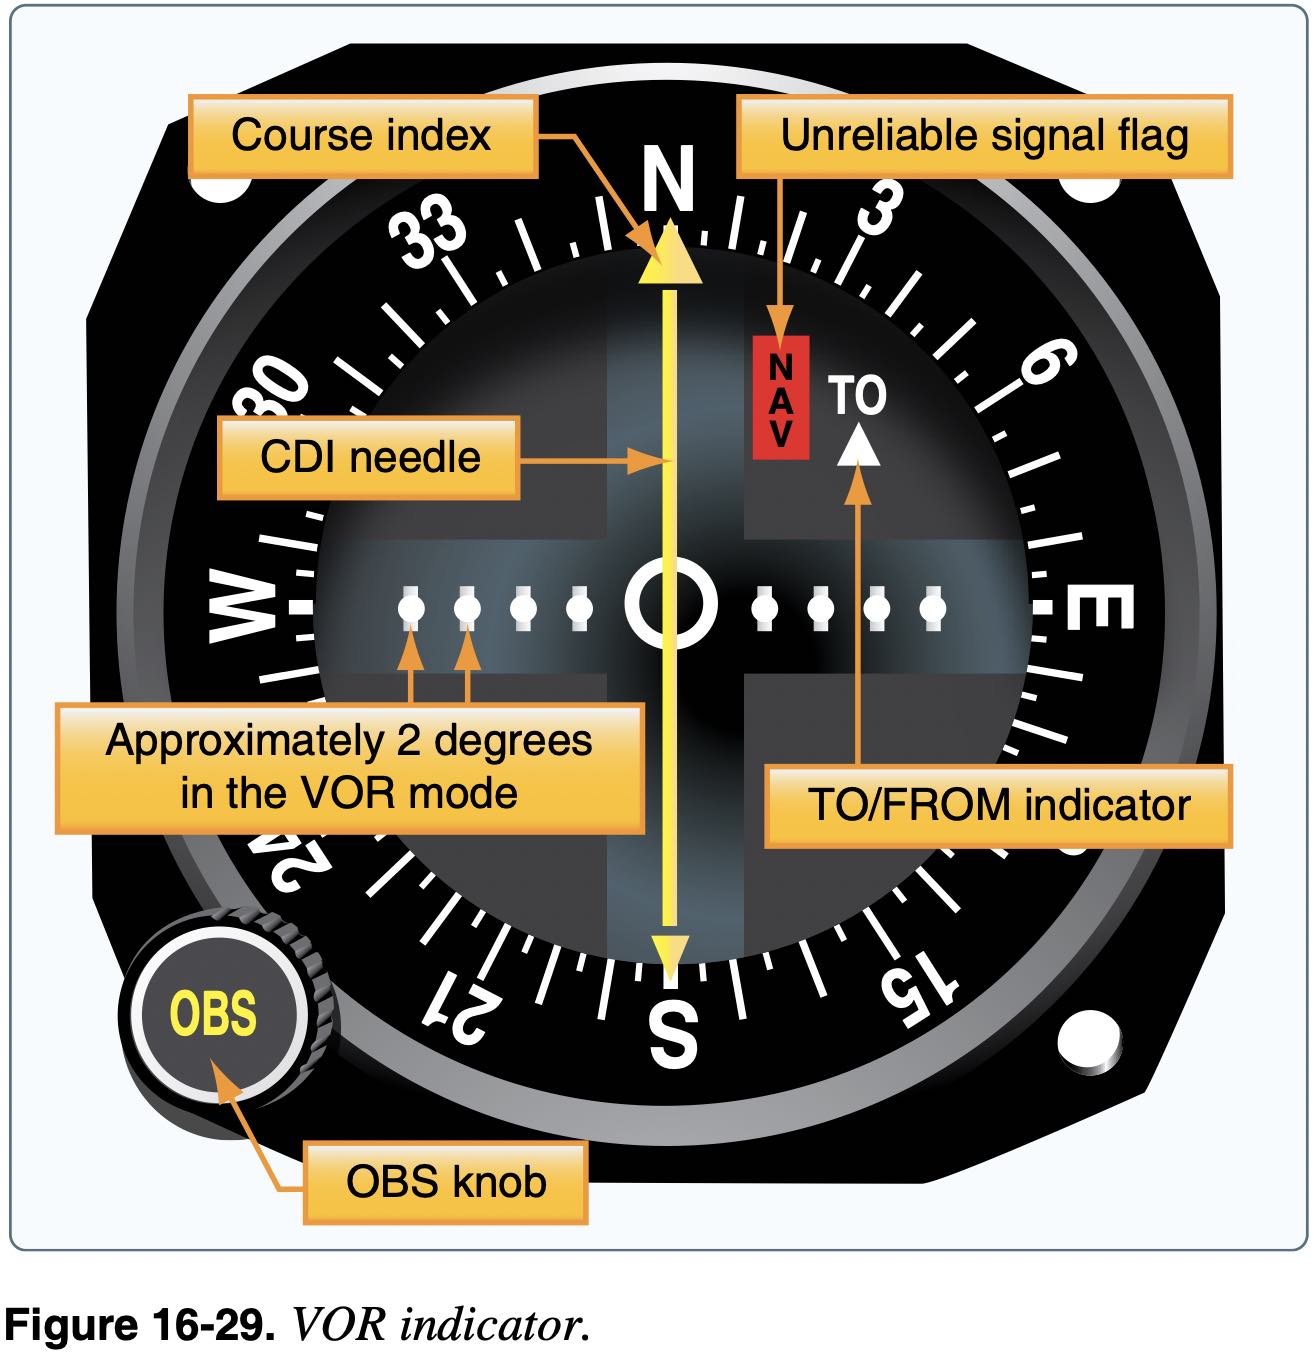 Course index
Unreliable signal flag
N
33
3
30
6
N
A
V
TO
CDI needle
W
E
Approximately 2 degrees
in the VOR mode
TO/FROM indicator
24
21
15
S
OBS
OBS knob
Figure 16-29. VOR indicator.